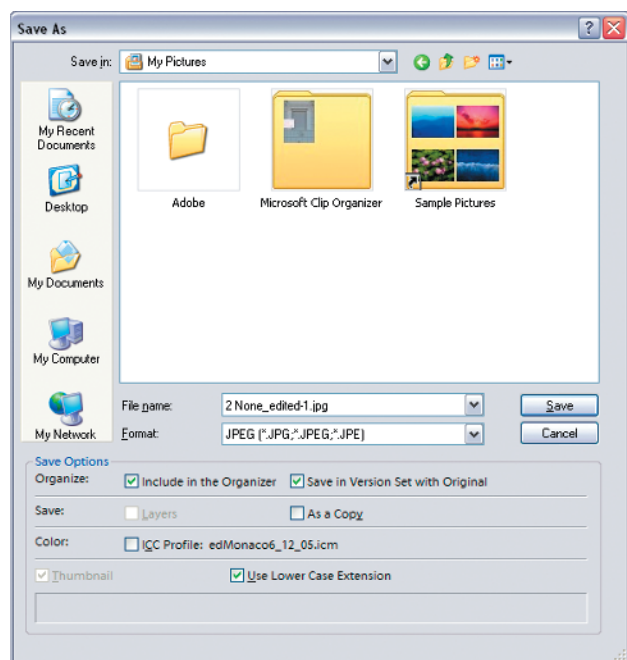 Save As
Save in:
My Pictures
My Recent
Documents
Desktop
My Documents
My Computer
My Network
Adobe
Microsoft Clip Organizer
Sample Pictures
File name:
2 None_edited-1.jpg
Save
Format:
JPEG (*.JPG;*.JPEG;*.JPE)
Cancel
Save Options
Organize:
Include in the Organizer
Save in Version Set with Original
Save:
Layers
As a Copy
Color:
ICC Profile: edMonaco6_12_05.icm
Thumbnail
Use Lower Case Extension